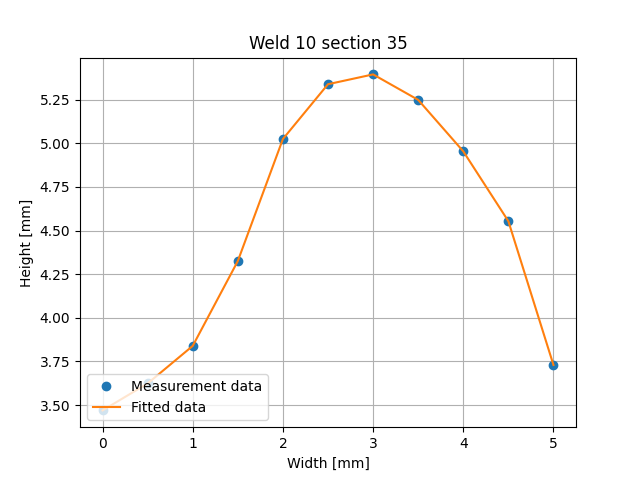 Weld 10 section 35
Height [mm]
5.25
5.00
4.75
4.50
4.25
4.00
3.75
3.50
Measurement data
Fitted data
0 1 2 3 4 5
Width [mm]